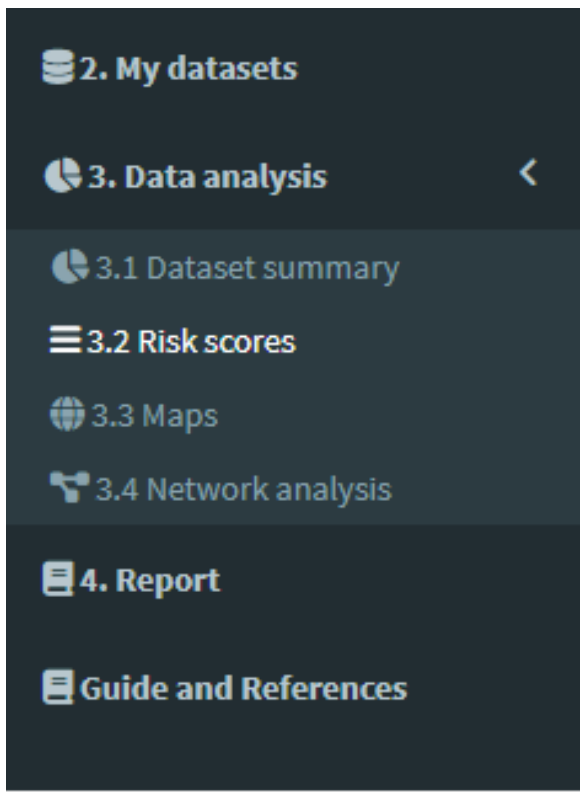 2. My datasets
3. Data analysis
3.1 Dataset summary
3.2 Risk scores
3.3 Maps
3.4 Network analysis
4. Report
Guide and References